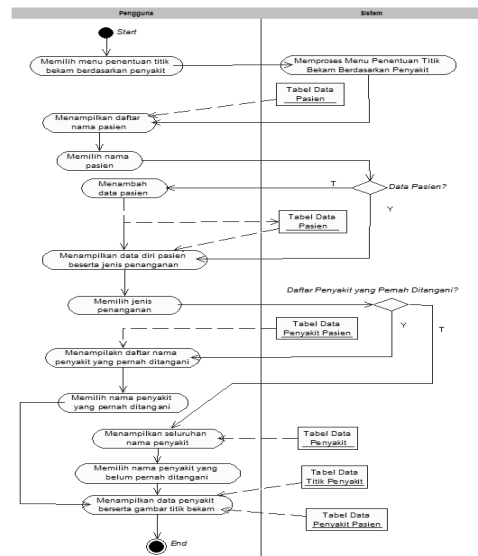 Pengguna
Sistem
Start
Memilih menu penentuan titik
bekam berdasarkan penyakit
Memproses Menu Penentuan Titik
Bekam Berdasarkan Penyakit
Tabel Data
Pasien
Menampilkan daftar
nama pasien
Memilih nama
pasien
Menambah
data pasien
T
Data Pasien?
Y
Tabel Data
Pasien
Menampilkan data diri pasien
beserta jenis penanganan
Daftar Penyakit yang Pernah Ditangani?
Memilih jenis
penanganan
Y
T
Tabel Data
Penyakit Pasien
Menampilakn daftar nama
penyakit yang pernah ditangani
Memilih nama penyakit
yang pernah ditangani
Menampilkan seluruhan
nama penyakit
Tabel Data
Penyakit
Memilih nama penyakit yang
belum pernah ditangani
Tabel Data
Titik Penyakit
Menampilkan data penyakit
berserta gambar titik bekam
Tabel Data
Penyakit Pasien
End